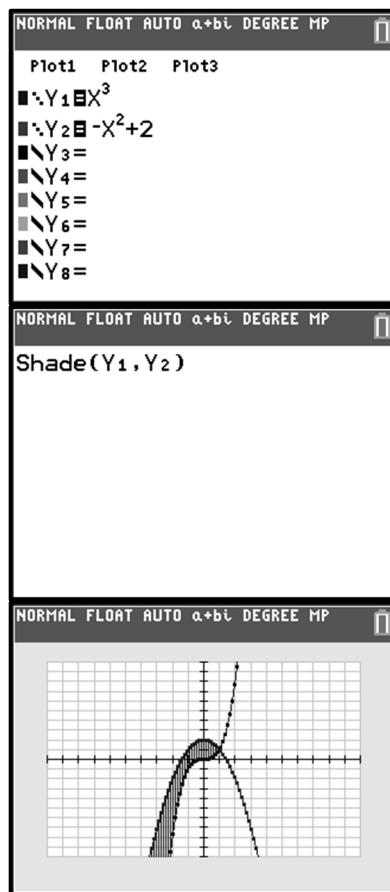 NORMAL FLOAT AUTO a+bi DEGREE MP
Plot1 Plot2 Plot3
Y₁=X³
Y₂=-X²+2
Y₃=
Y₄=
Y₅=
Y₆=
Y₇=
Y₈=
NORMAL FLOAT AUTO a+bi DEGREE MP
Shade(Y₁,Y₂)
NORMAL FLOAT AUTO a+bi DEGREE MP